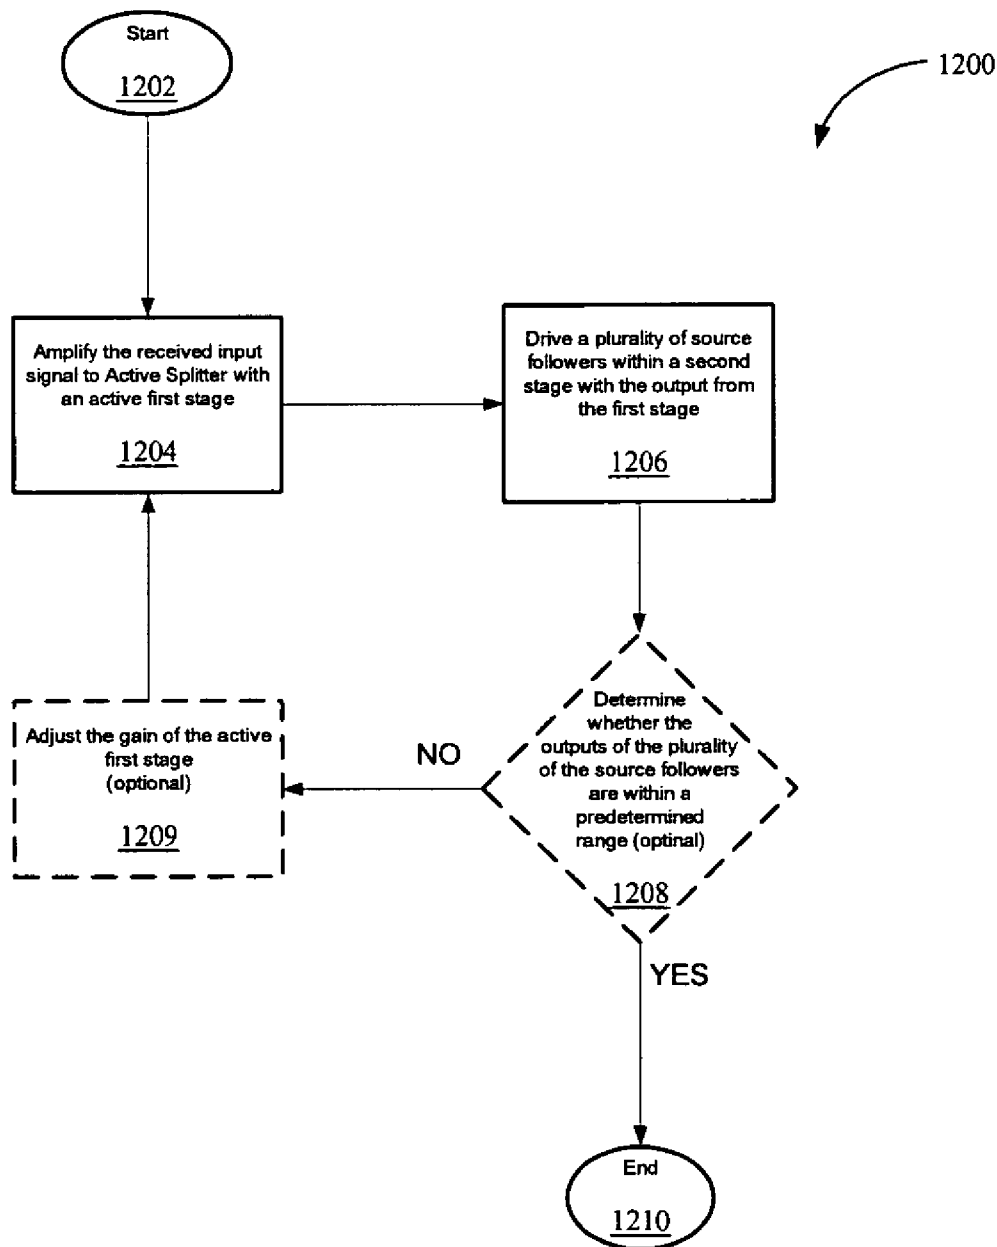 Start
1202
1200
Amplify the received input
signal to Active Splitter with
an active first stage
1204
Drive a plurality of source
followers within a second
stage with the output from
the first stage
1206
Determine
whether the
outputs of the plurality
of the source followers
are within a
predetermined
range (optinal)
1208
NO
Adjust the gain of the active
first stage
(optional)
1209
YES
End
1210